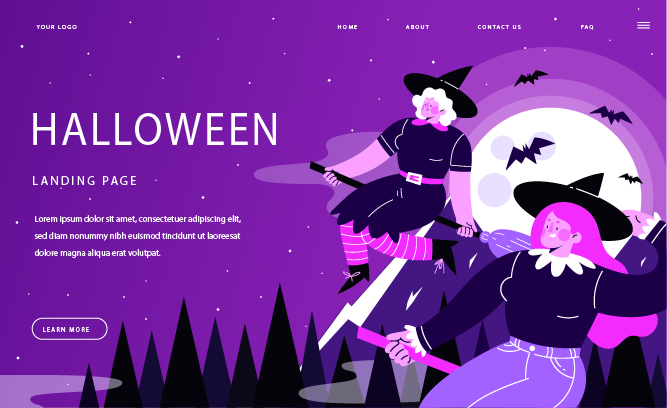 YOUR LOGO
HOME
ABOUT
CONTACT US
FAQ
HALLOWEEN
LANDING PAGE
Lorem ipsum dolor sit amet, consectetuer adipiscing elit,
sed diam nonummy nibh euismod tincidunt ut laoreesat
dolore magna aliqua erat volutpat.
LEARN MORE